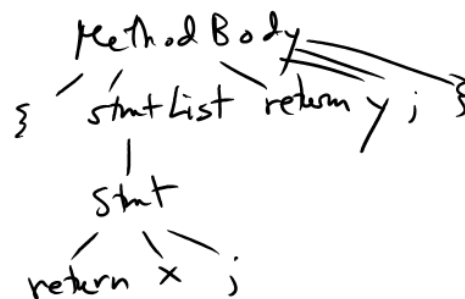 MethodBody
{ stmtList return y ; }
stmt
return x ;